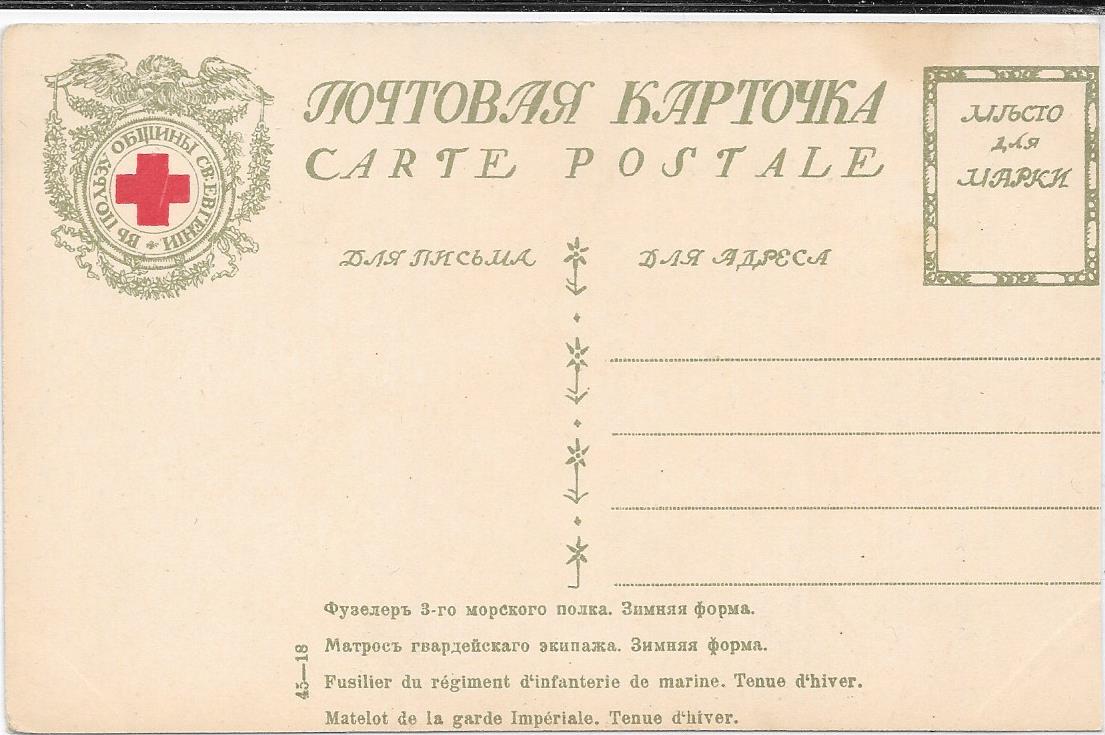 ВЪ ПОЛЬЗУ ОБЩИНЫ СВ. ЕВГЕНІИ
ПОЧТОВАЯ КАРТОЧКА
CARTE POSTALE
МѢСТО
для
МАРКИ
ДЛЯ ПИСЬМА
ДЛЯ АДРЕСА
Фузелеръ 3-го морского полка. Зимняя форма.
Матросъ гвардейскаго экипажа. Зимняя форма.
45—18
Fusilier du régiment d'infanterie de marine. Tenue d'hiver.
Matelot de la garde Impériale. Tenue d'hiver.